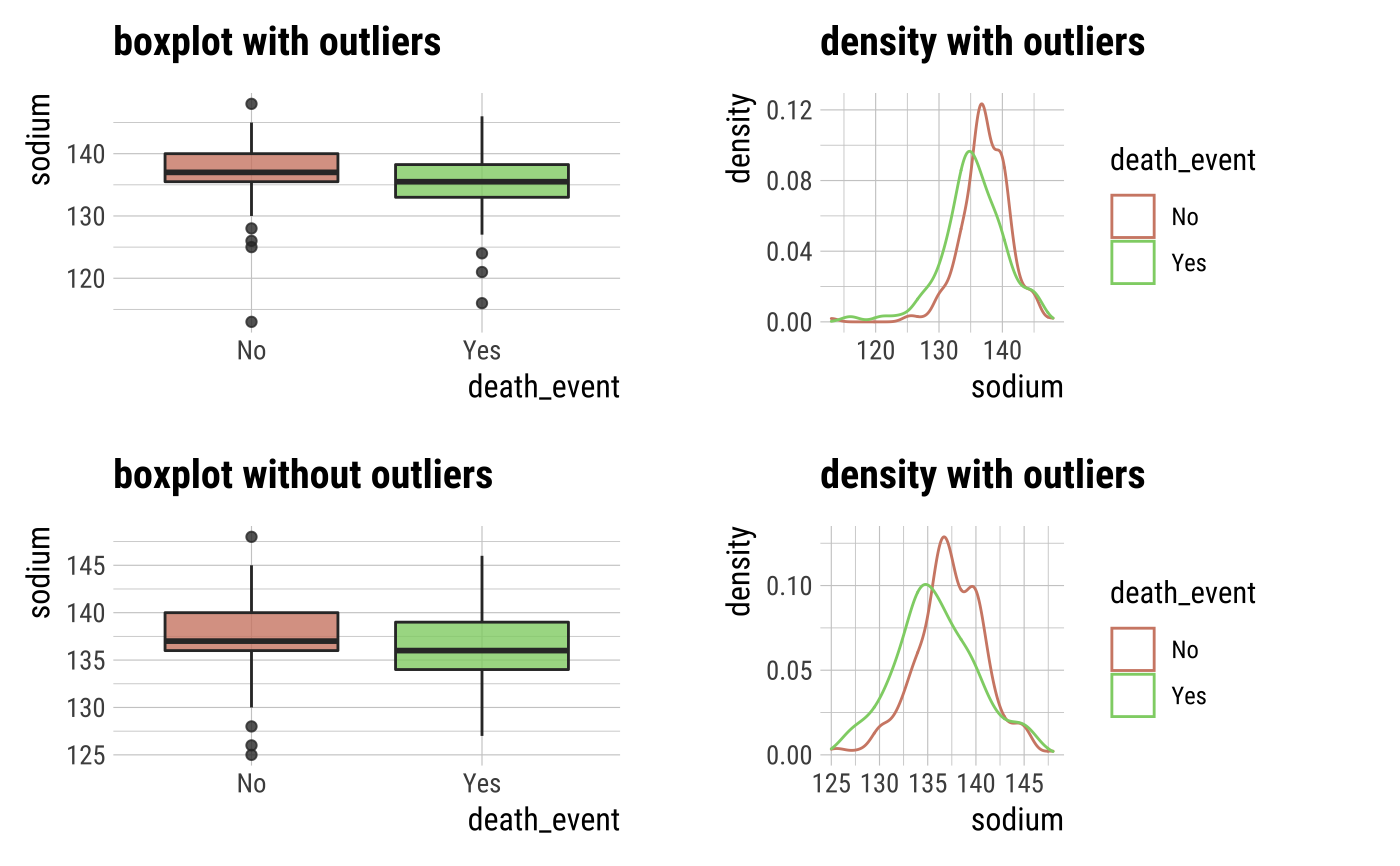 boxplot with outliers
sodium
140
130
120
No Yes
death_event
density with outliers
density
0.12
0.08
0.04
0.00
120 130 140
sodium
death_event
No
Yes
boxplot without outliers
sodium
145
140
135
130
125
No Yes
death_event
density with outliers
density
0.10
0.05
0.00
125 130 135 140 145
sodium
death_event
No
Yes